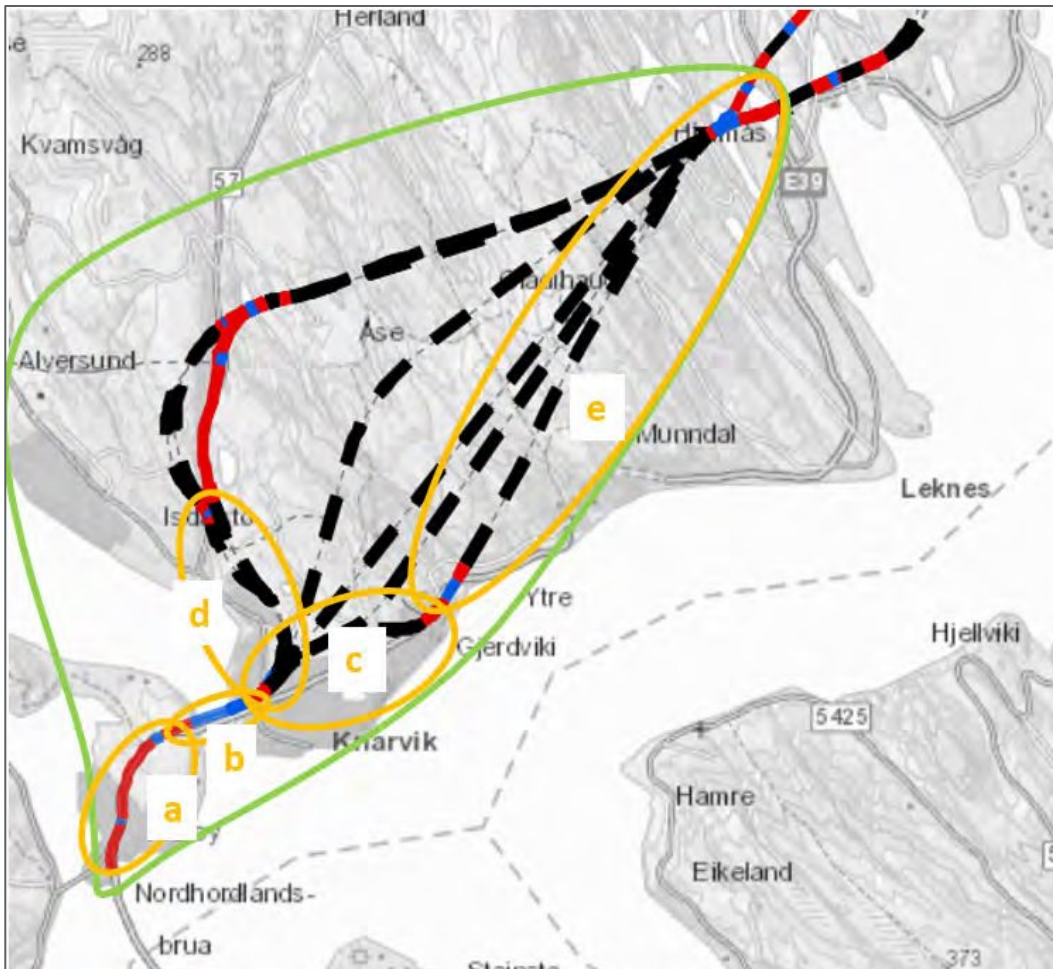 Herland
288
Kvamsvåg
57
E39
Åse
Alversund
e
Munndal
Leknes
d
Ytre
Hjellviki
c
Gjerdviki
5425
b
Knarvik
a
Hamre
Eikeland
Nordhordlands-
brua
373